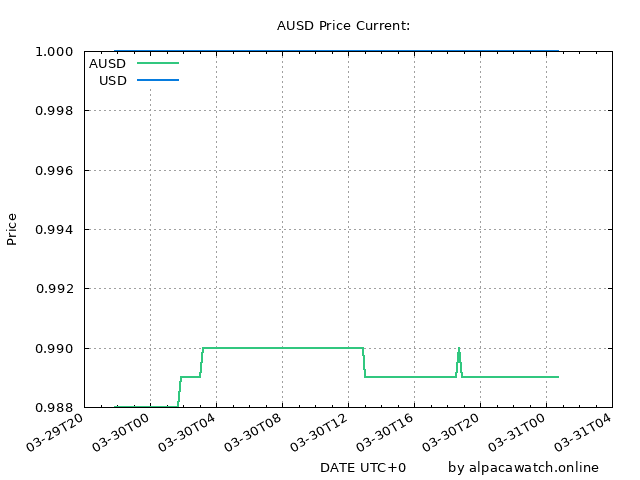 AUSD Price Current:
1.000
AUSD
USD
0.998
0.996
0.994
Price
0.992
0.990
0.988
03-29T20 03-30T00 03-30T04 03-30T08 03-30T12 03-30T16 03-30T20 03-31T00 03-31T04
DATE UTC+0 by alpacawatch.online